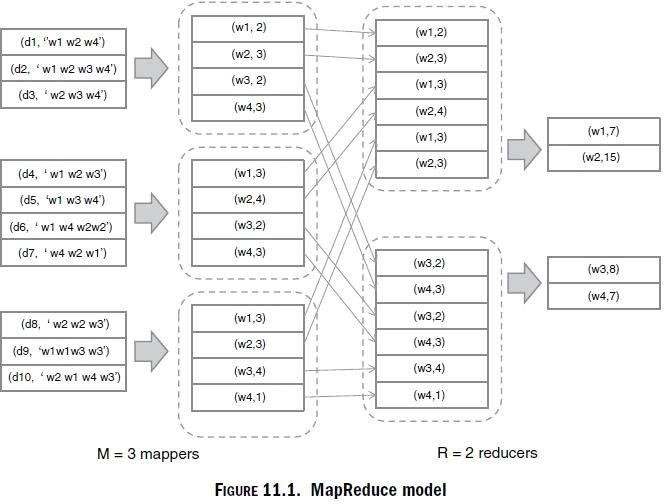 (d1, ‘’w1 w2 w4’)
(d2, ‘ w1 w2 w3 w4’)
(d3, ‘ w2 w3 w4’)
(d4, ‘ w1 w2 w3’)
(d5, ‘w1 w3 w4’)
(d6, ‘ w1 w4 w2w2’)
(d7, ‘ w4 w2 w1’)
(d8, ‘ w2 w2 w3’)
(d9, ‘w1w1w3 w3’)
(d10, ‘ w2 w1 w4 w3’)
(w1, 2)
(w2, 3)
(w3, 2)
(w4,3)
(w1,3)
(w2,4)
(w3,2)
(w4,3)
(w1,3)
(w2,3)
(w3,4)
(w4,1)
M = 3 mappers
(w1,2)
(w2,3)
(w1,3)
(w2,4)
(w1,3)
(w2,3)
(w3,2)
(w4,3)
(w3,2)
(w4,3)
(w3,4)
(w4,1)
R = 2 reducers
(w1,7)
(w2,15)
(w3,8)
(w4,7)
FIGURE 11.1. MapReduce model